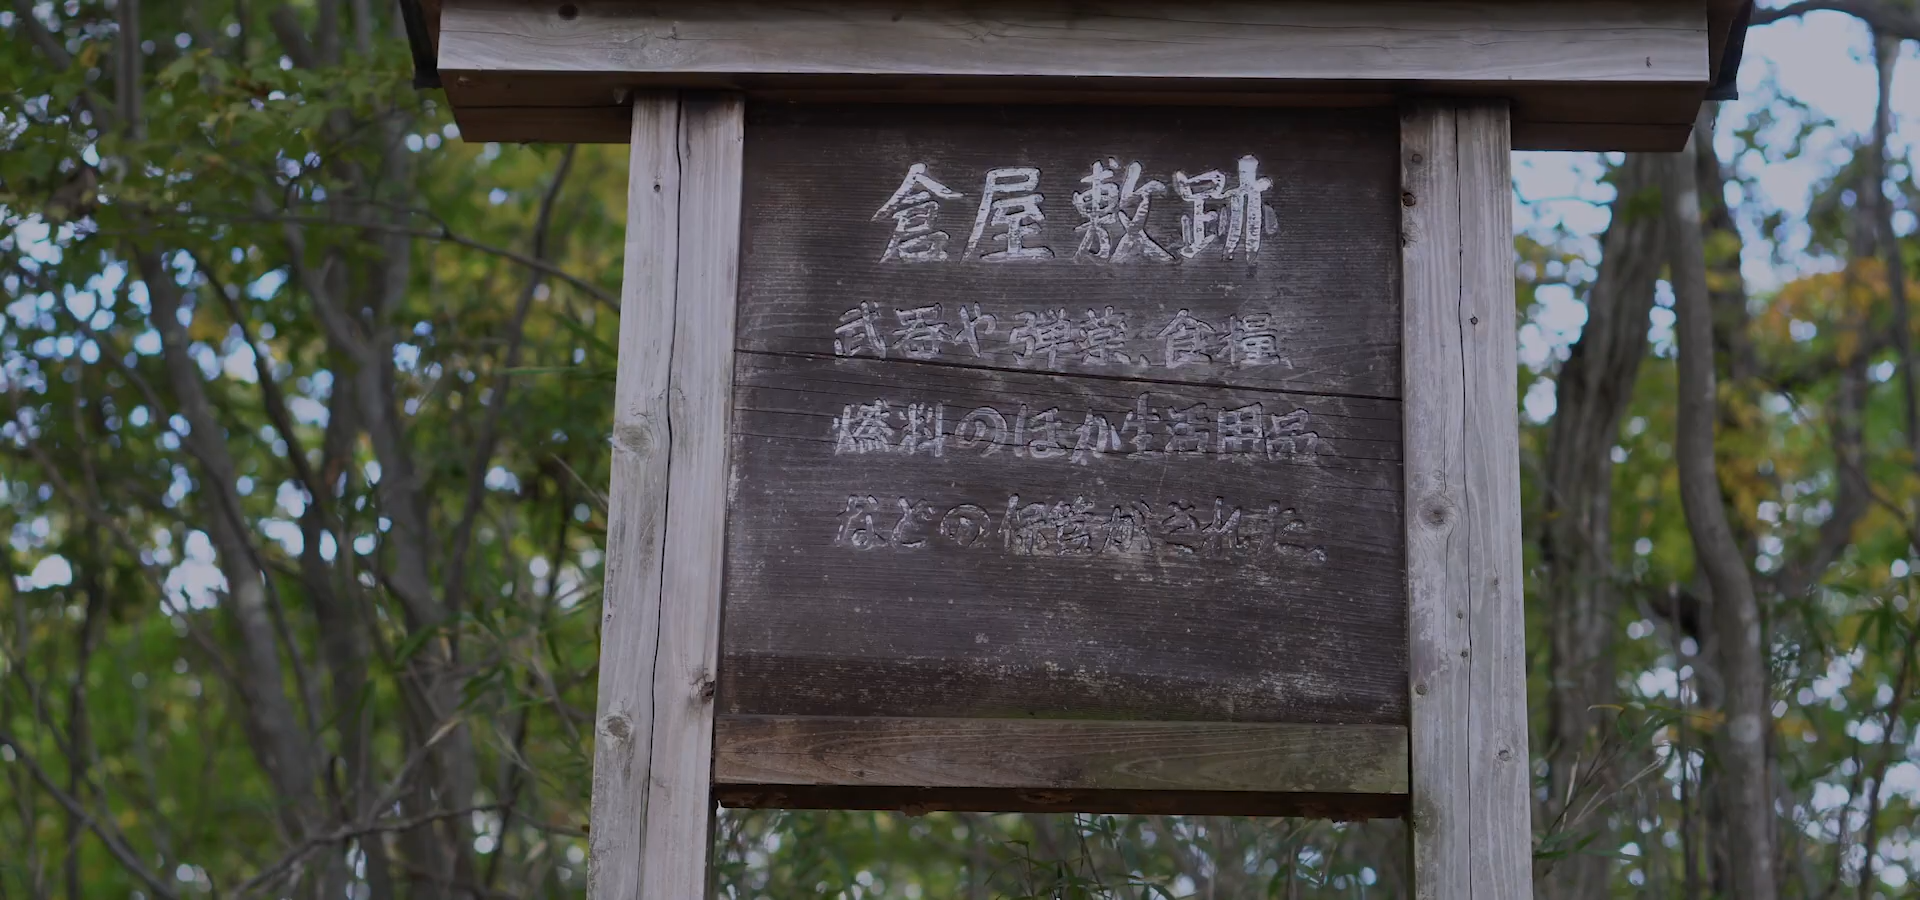 倉屋敷跡
武器や弾薬、食糧
燃料のほか生活用品
などの保管がされた。